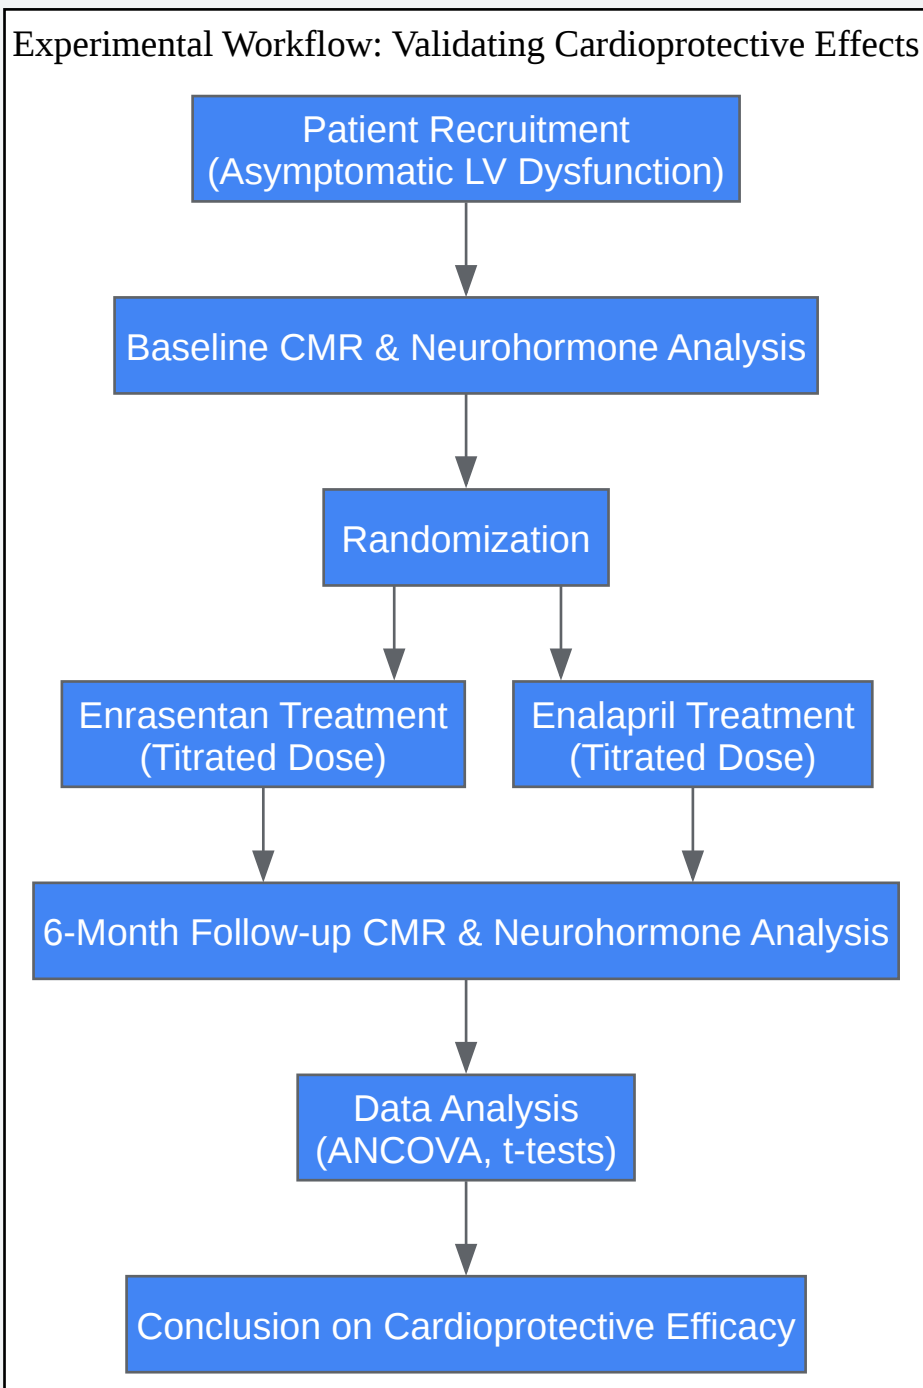 Experimental Workflow: Validating Cardioprotective Effects
Patient Recruitment
(Asymptomatic LV Dysfunction)
Baseline CMR & Neurohormone Analysis
Randomization
Enrasentan Treatment
(Titrated Dose)
Enalapril Treatment
(Titrated Dose)
6-Month Follow-up CMR & Neurohormone Analysis
Data Analysis
(ANCOVA, t-tests)
Conclusion on Cardioprotective Efficacy